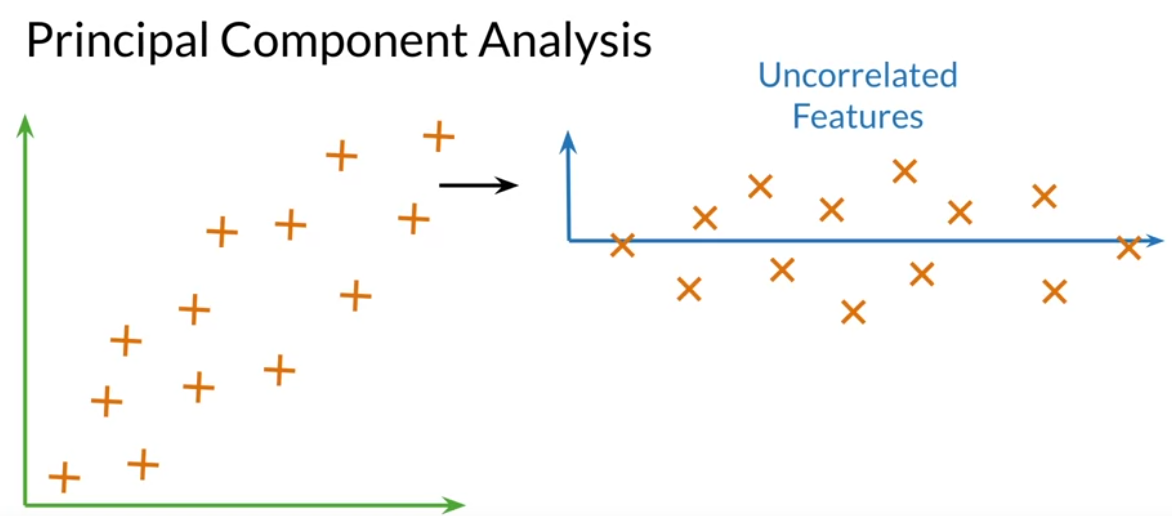 Principal Component Analysis
Uncorrelated
Features